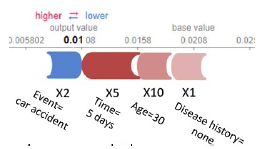 higher ⇄ lower
output value base value
0.005802 0.0108 0.0158 0.0208
X2 X5 X10 X1
Event=
car accident
Time=
5 days
Age=30
Disease history=
none